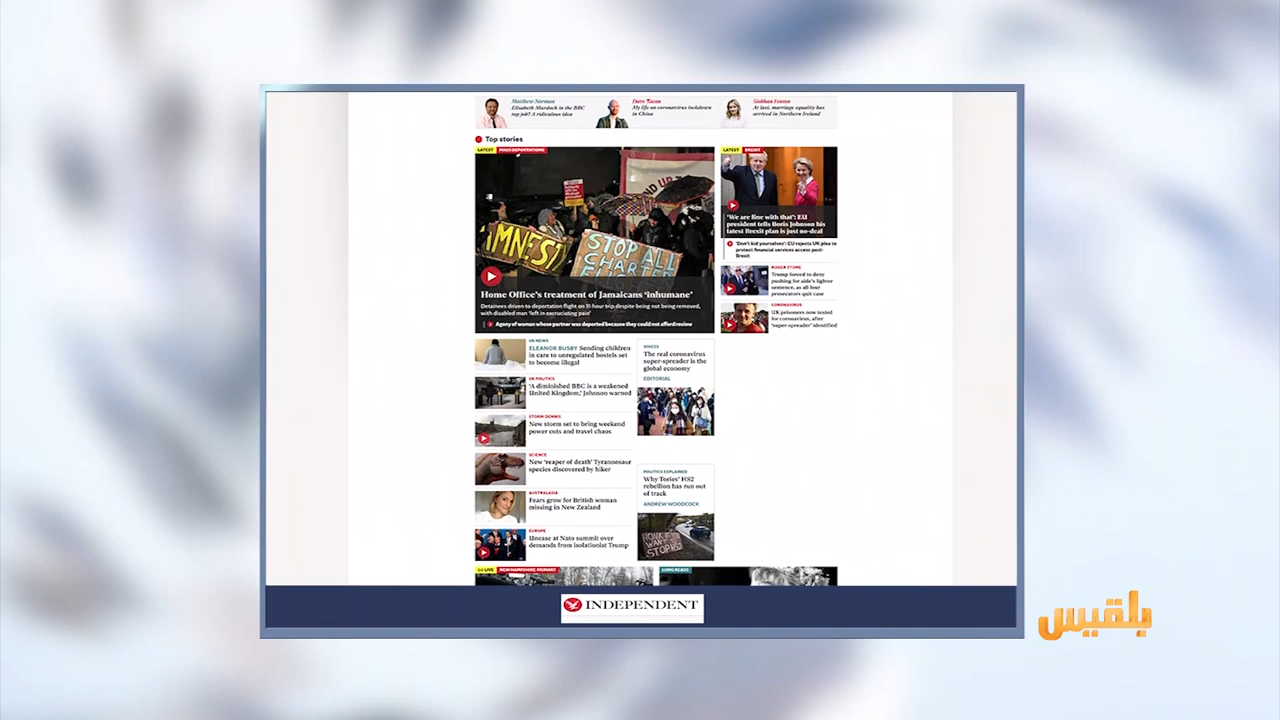 Matthew Norman
Elisabeth Murdoch in the BBC
top job? A ridiculous idea
Dave Tacon
My life on coronavirus lockdown
in China
Siobhan Fenton
At last, marriage equality has
arrived in Northern Ireland
Top stories
LATEST MASS DEPORTATIONS
AMNESTY
STOP ALL
CHARTER
Home Office's treatment of Jamaicans 'inhumane'
Detainees driven to deportation flight on 11-hour trip despite being not being removed,
with disabled man 'left in excruciating pain'
Agony of woman whose partner was deported because they could not afford review
LATEST BREXIT
'We are fine with that': EU
president tells Boris Johnson his
latest Brexit plan is just no-deal
'Don't kid yourselves': EU rejects UK plea to
protect financial services access post-
Brexit
ROGER STONE
Trump forced to deny
pushing for aide's lighter
sentence, as all four
prosecutors quit case
CORONAVIRUS
UK prisoners now tested
for coronavirus, after
'super-spreader' identified
UK NEWS
ELEANOR BUSBY Sending children
in care to unregulated hostels set
to become illegal
UK POLITICS
'A diminished BBC is a weakened
United Kingdom,' Johnson warned
STORM DENNIS
New storm set to bring weekend
power cuts and travel chaos
SCIENCE
New 'reaper of death' Tyrannosaur
species discovered by hiker
AUSTRALASIA
Fears grow for British woman
missing in New Zealand
EUROPE
Unease at Nato summit over
demands from isolationist Trump
VOICES
The real coronavirus
super-spreader is the
global economy
EDITORIAL
POLITICS EXPLAINED
Why Tories' HS2
rebellion has run out
of track
ANDREW WOODCOCK
LIVE NEW HAMPSHIRE PRIMARY
LONG READS
INDEPENDENT
بلقيس